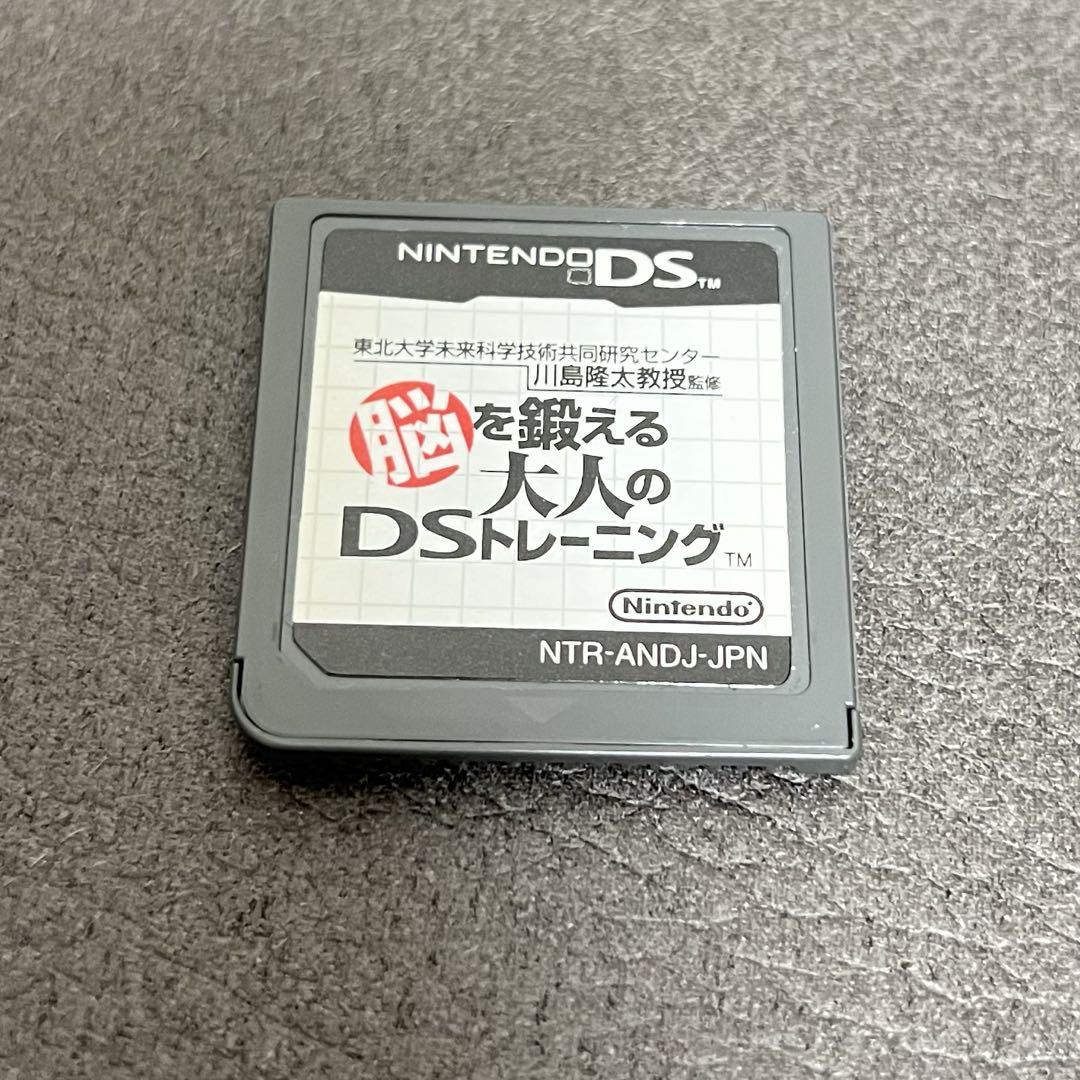 NINTENDO DS™
東北大学未来科学技術共同研究センター
川島隆太教授監修
脳を鍛える
大人の
DSトレーニング™
Nintendo
NTR-ANDJ-JPN